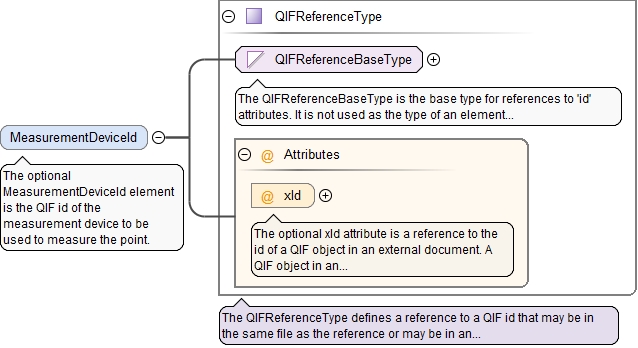 QIFReferenceType
QIFReferenceBaseType
The QIFReferenceBaseType is the base type for references to 'id'
attributes. It is not used as the type of an element...
MeasurementDeviceId
The optional
MeasurementDeviceId element
is the QIF id of the
measurement device to be
used to measure the point.
@ Attributes
@ xId
The optional xId attribute is a reference to the
id of a QIF object in an external document. A
QIF object in an...
The QIFReferenceType defines a reference to a QIF id that may be in
the same file as the reference or may be in an...